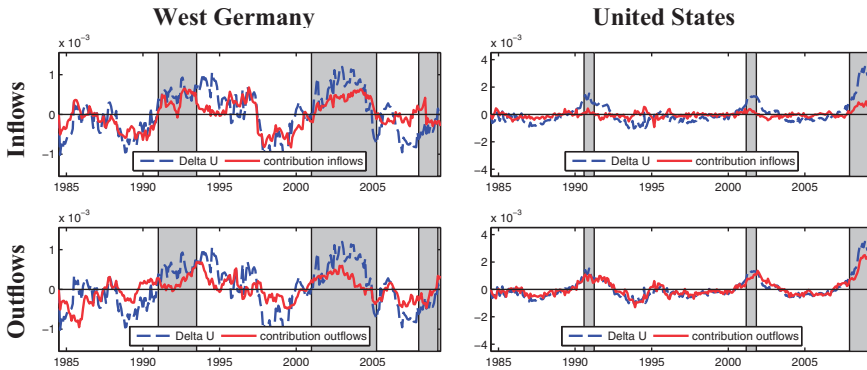 West Germany
United States
Inflows
x 10⁻³
1
0
−1
Delta U
contribution inflows
1985 1990 1995 2000 2005
x 10⁻³
4
2
0
−2
−4
Delta U
contribution inflows
1985 1990 1995 2000 2005
Outflows
x 10⁻³
1
0
−1
Delta U
contribution outflows
1985 1990 1995 2000 2005
x 10⁻³
4
2
0
−2
−4
Delta U
contribution outflows
1985 1990 1995 2000 2005